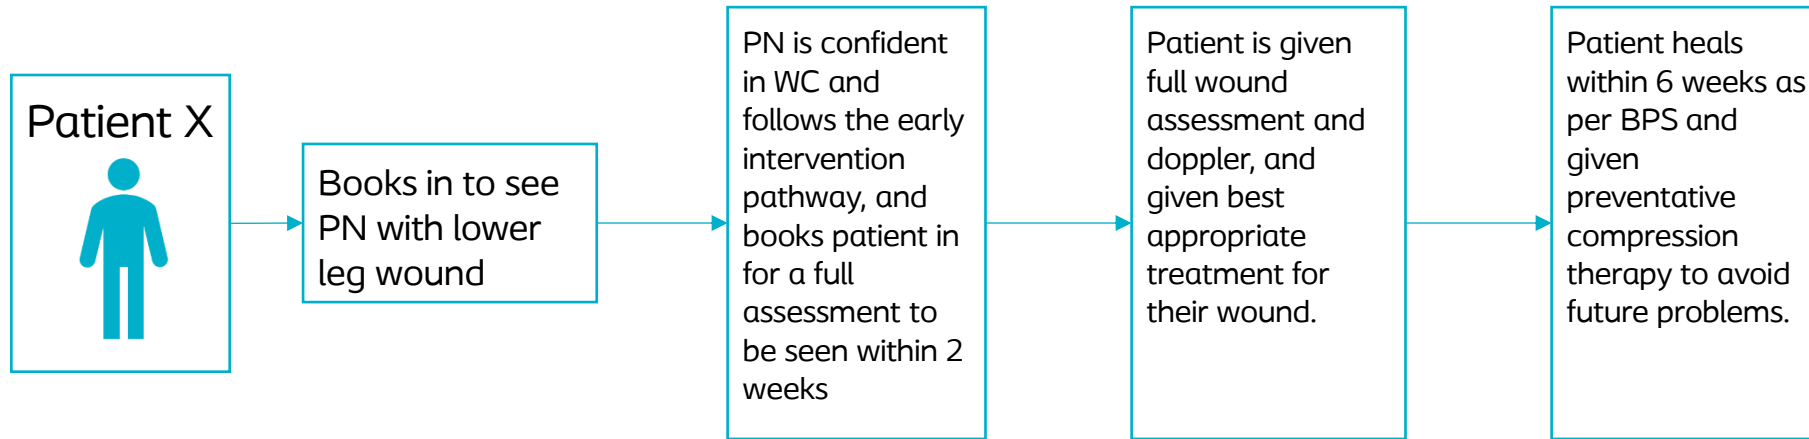 Patient X
Books in to see
PN with lower
leg wound
PN is confident
in WC and
follows the early
intervention
pathway, and
books patient in
for a full
assessment to
be seen within 2
weeks
Patient is given
full wound
assessment and
doppler, and
given best
appropriate
treatment for
their wound.
Patient heals
within 6 weeks as
per BPS and
given
preventative
compression
therapy to avoid
future problems.